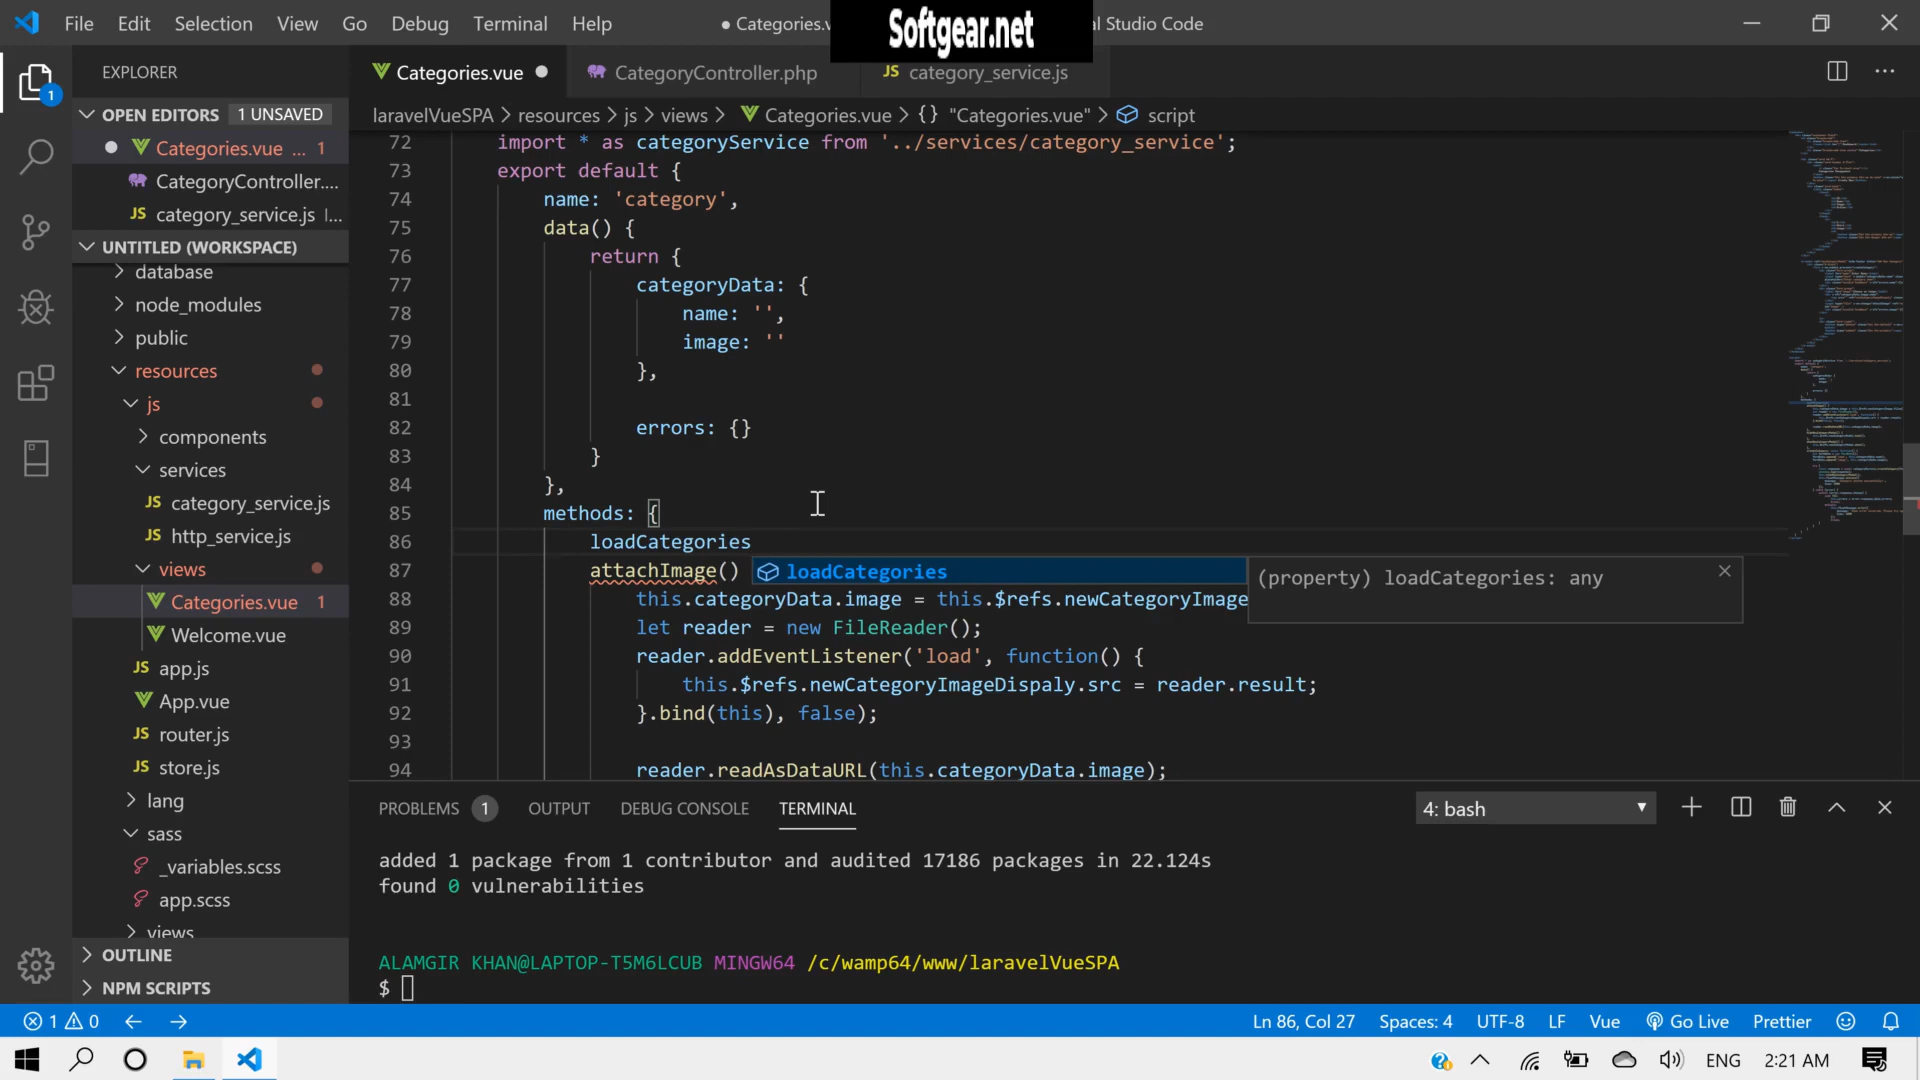 File Edit Selection View Go Debug Terminal Help
● Categories.v
Softgear.net
al Studio Code
EXPLORER
Categories.vue
CategoryController.php
category_service.js
OPEN EDITORS 1 UNSAVED
Categories.vue ... 1
CategoryController....
category_service.js l...
UNTITLED (WORKSPACE)
database
node_modules
public
resources
js
components
services
category_service.js
http_service.js
views
Categories.vue 1
Welcome.vue
app.js
App.vue
router.js
store.js
lang
sass
_variables.scss
app.scss
views
OUTLINE
NPM SCRIPTS
laravelVueSPA > resources > js > views > Categories.vue > {} "Categories.vue" > script
72 import * as categoryService from '../services/category_service';
73 export default {
74 name: 'category',
75 data() {
76 return {
77 categoryData: {
78 name: '',
79 image: ''
80 },
81
82 errors: {}
83 }
84 },
85 methods: {
86 loadCategories
87 attachImage()
loadCategories
(property) loadCategories: any
88 this.categoryData.image = this.$refs.newCategoryImage
89 let reader = new FileReader();
90 reader.addEventListener('load', function() {
91 this.$refs.newCategoryImageDispaly.src = reader.result;
92 }.bind(this), false);
93
94 reader.readAsDataURL(this.categoryData.image);
PROBLEMS 1 OUTPUT DEBUG CONSOLE TERMINAL
4: bash
added 1 package from 1 contributor and audited 17186 packages in 22.124s
found 0 vulnerabilities
ALAMGIR KHAN@LAPTOP-T5M6LCUB MINGW64 /c/wamp64/www/laravelVueSPA
$
1 0
Ln 86, Col 27 Spaces: 4 UTF-8 LF Vue Go Live Prettier
ENG 2:21 AM